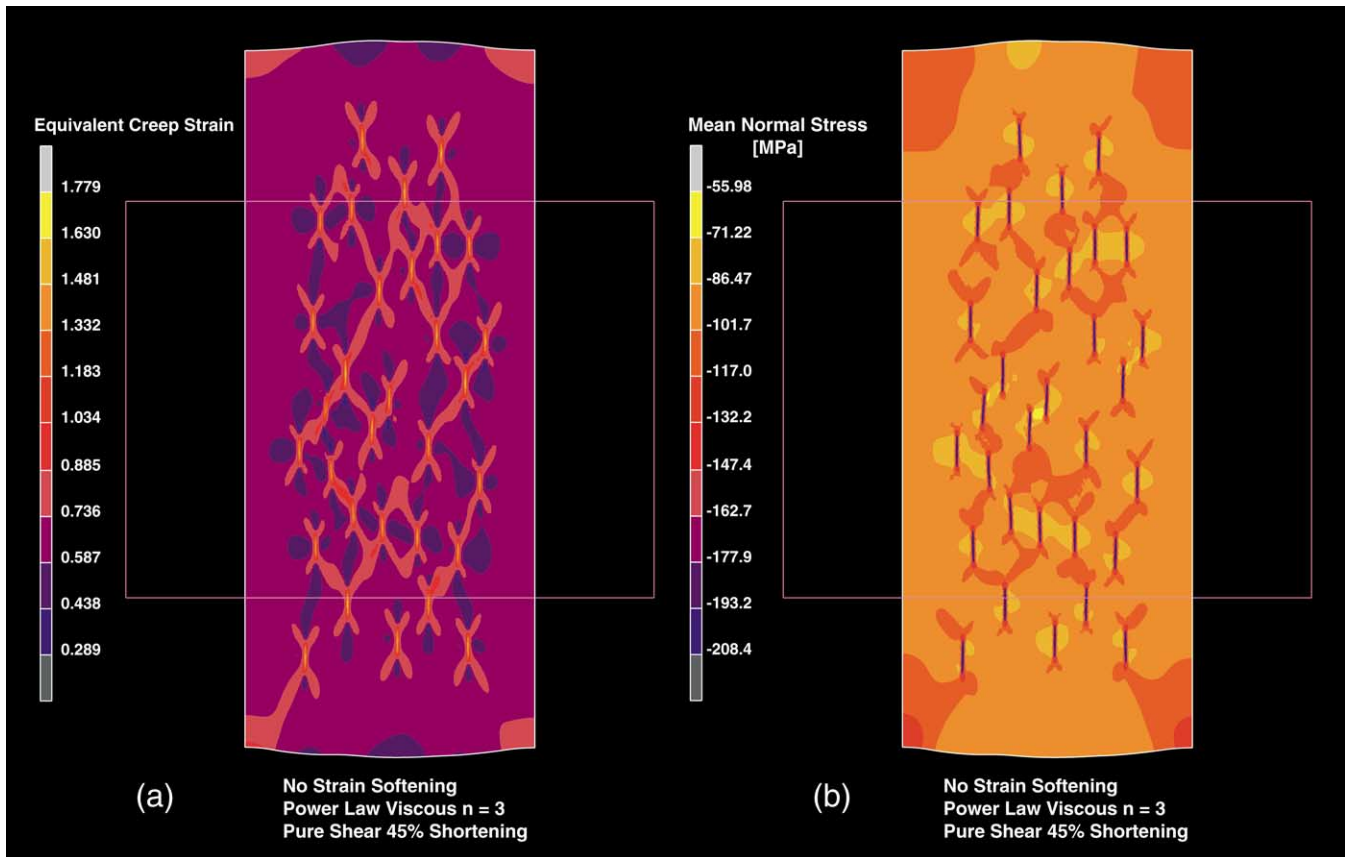 Equivalent Creep Strain
1.779
1.630
1.481
1.332
1.183
1.034
0.885
0.736
0.587
0.438
0.289
(a)
No Strain Softening
Power Law Viscous n = 3
Pure Shear 45% Shortening
Mean Normal Stress
[MPa]
-55.98
-71.22
-86.47
-101.7
-117.0
-132.2
-147.4
-162.7
-177.9
-193.2
-208.4
(b)
No Strain Softening
Power Law Viscous n = 3
Pure Shear 45% Shortening